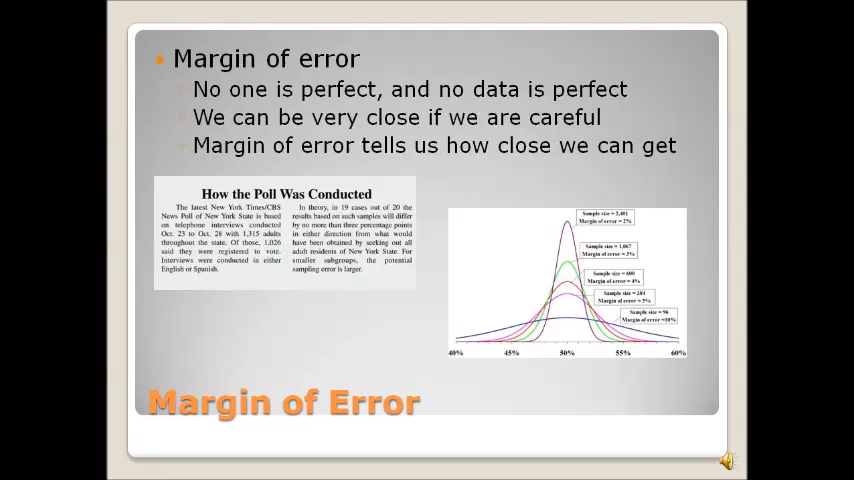 Margin of error
No one is perfect, and no data is perfect
We can be very close if we are careful
Margin of error tells us how close we can get
How the Poll Was Conducted
The latest New York Times/CBS
News Poll of New York State is based
on telephone interviews conducted
Oct. 23 to Oct. 28 with 1,315 adults
throughout the state. Of those, 1,026
said they were registered to vote.
Interviews were conducted in either
English or Spanish.
In theory, in 19 cases out of 20 the
results based on such samples will differ
by no more than three percentage points
in either direction from what would
have been obtained by seeking out all
adult residents of New York State. For
smaller subgroups, the potential
sampling error is larger.
Sample size = 2,401
Margin of error = 2%
Sample size = 1,067
Margin of error = 3%
Sample size = 600
Margin of error = 4%
Sample size = 384
Margin of error = 5%
Sample size = 96
Margin of error =10%
40% 45% 50% 55% 60%
Margin of Error